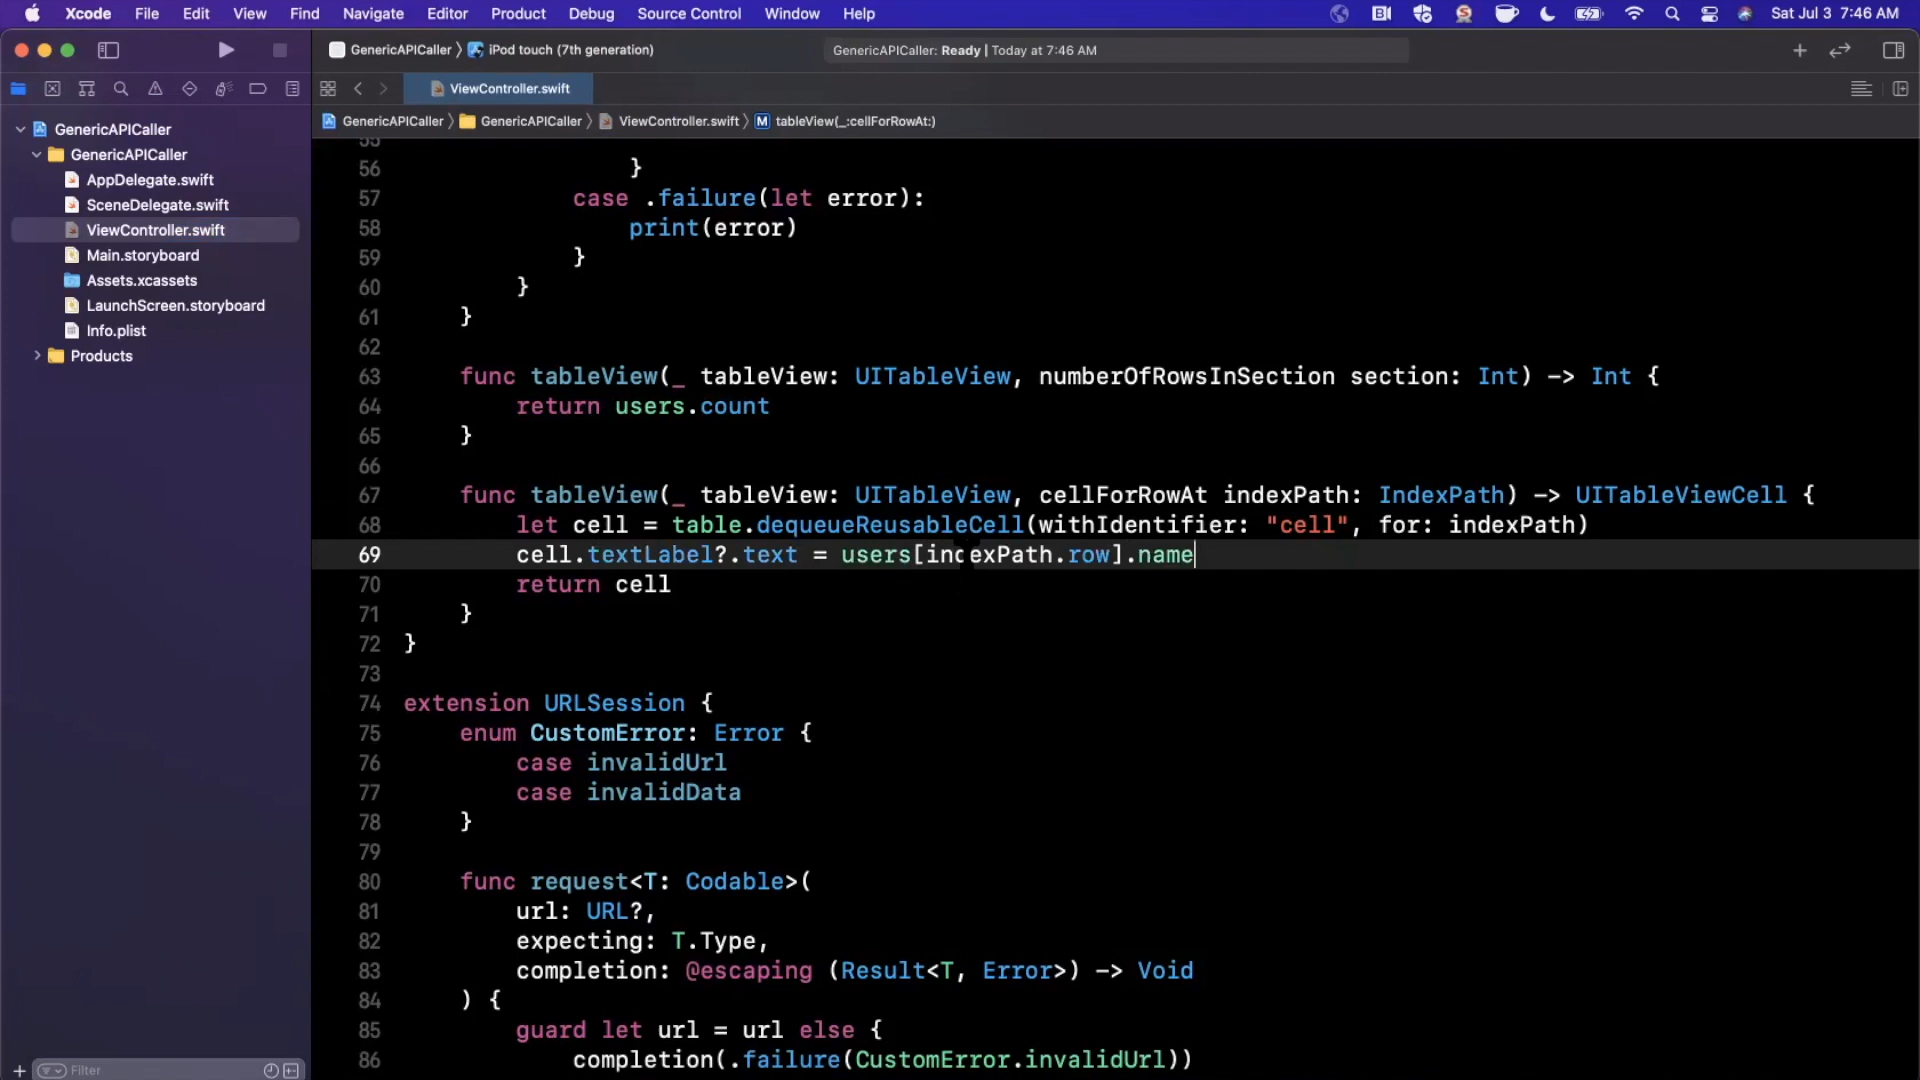 Xcode File Edit View Find Navigate Editor Product Debug Source Control Window Help Sat Jul 3 7:46 AM
GenericAPICaller 〉 iPod touch (7th generation) GenericAPICaller: Ready | Today at 7:46 AM
ViewController.swift
GenericAPICaller 〉 GenericAPICaller 〉 ViewController.swift 〉 M tableView(_:cellForRowAt:)
GenericAPICaller
GenericAPICaller
AppDelegate.swift
SceneDelegate.swift
ViewController.swift
Main.storyboard
Assets.xcassets
LaunchScreen.storyboard
Info.plist
Products
Filter
55
56 }
57 case .failure(let error):
58 print(error)
59 }
60 }
61 }
62
63 func tableView(_ tableView: UITableView, numberOfRowsInSection section: Int) -> Int {
64 return users.count
65 }
66
67 func tableView(_ tableView: UITableView, cellForRowAt indexPath: IndexPath) -> UITableViewCell {
68 let cell = table.dequeueReusableCell(withIdentifier: "cell", for: indexPath)
69 cell.textLabel?.text = users[indexPath.row].name
70 return cell
71 }
72 }
73
74 extension URLSession {
75 enum CustomError: Error {
76 case invalidUrl
77 case invalidData
78 }
79
80 func request<T: Codable>(
81 url: URL?,
82 expecting: T.Type,
83 completion: @escaping (Result<T, Error>) -> Void
84 ) {
85 guard let url = url else {
86 completion(.failure(CustomError.invalidUrl))